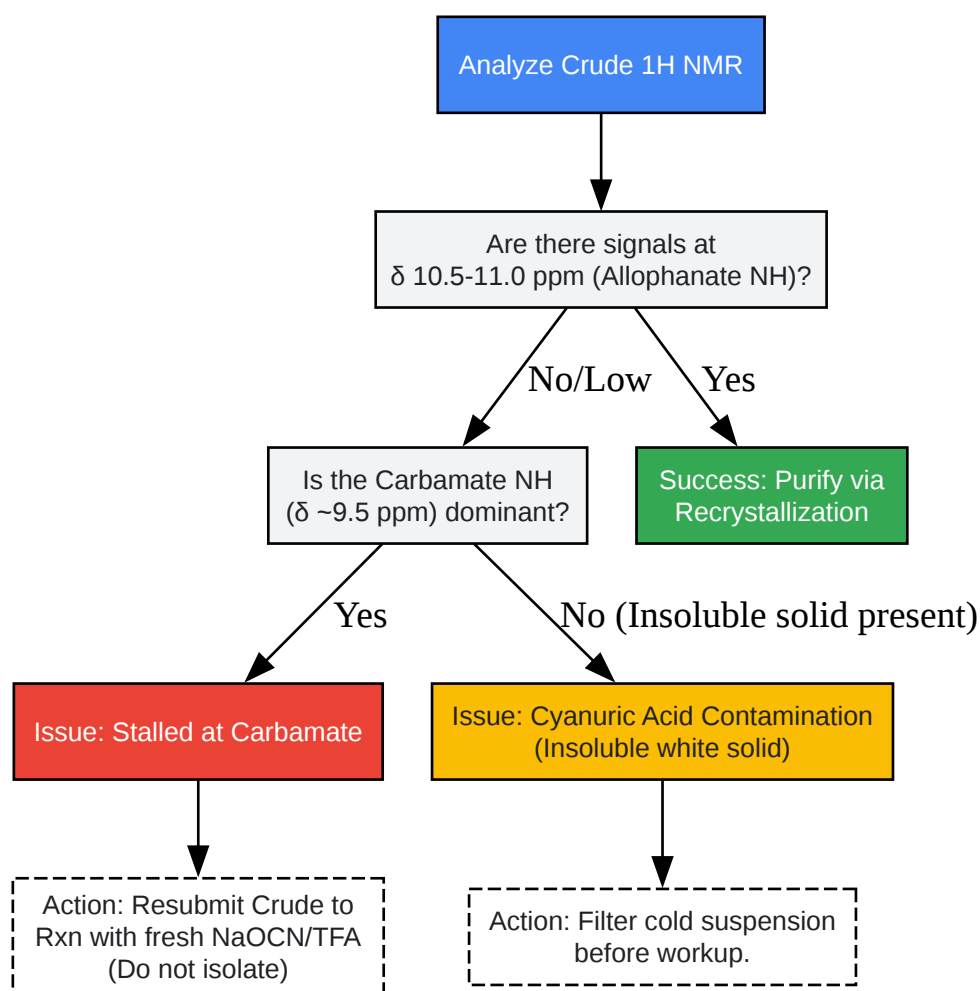 Analyze Crude 1H NMR
Are there signals at
δ 10.5-11.0 ppm (Allophanate NH)?
No/Low
Yes
Is the Carbamate NH
(δ ~9.5 ppm) dominant?
Success: Purify via
Recrystallization
Yes
No (Insoluble solid present)
Issue: Stalled at Carbamate
Issue: Cyanuric Acid Contamination
(Insoluble white solid)
Action: Resubmit Crude to
Rxn with fresh NaOCN/TFA
(Do not isolate)
Action: Filter cold suspension
before workup.